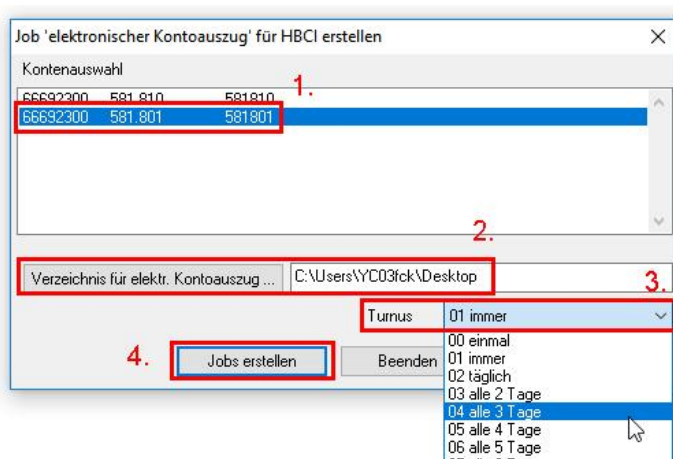 Job 'elektronischer Kontoauszug' für HBCI erstellen
Kontenauswahl
1.
66692300 581.810 581810
66692300 581.801 581801
2.
Verzeichnis für elektr. Kontoauszug ... C:\Users\YC03fck\Desktop
3.
Turnus 01 immer
00 einmal
4. Jobs erstellen Beenden 01 immer
02 täglich
03 alle 2 Tage
04 alle 3 Tage
05 alle 4 Tage
06 alle 5 Tage